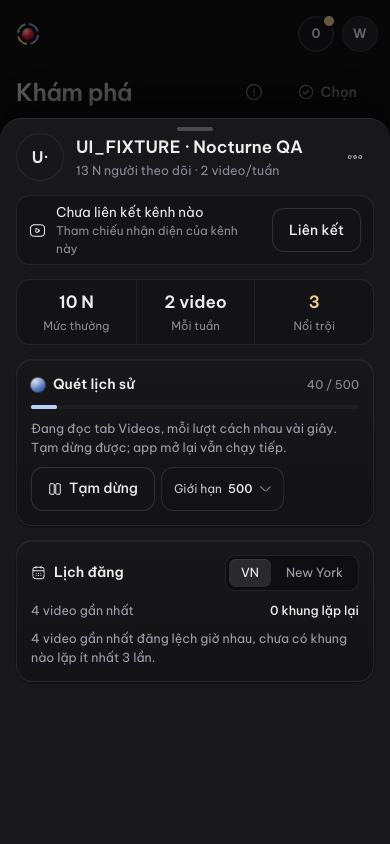 0
W
Khám phá
Chọn
U·
UI_FIXTURE · Nocturne QA
13 N người theo dõi · 2 video/tuần
Chưa liên kết kênh nào
Tham chiếu nhận diện của kênh
này
Liên kết
10 N
2 video
3
Mức thường
Mỗi tuần
Nổi trội
Quét lịch sử
40 / 500
Đang đọc tab Videos, mỗi lượt cách nhau vài giây.
Tạm dừng được; app mở lại vẫn chạy tiếp.
Tạm dừng
Giới hạn 500
Lịch đăng
VN
New York
4 video gần nhất
0 khung lặp lại
4 video gần nhất đăng lệch giờ nhau, chưa có khung
nào lặp ít nhất 3 lần.